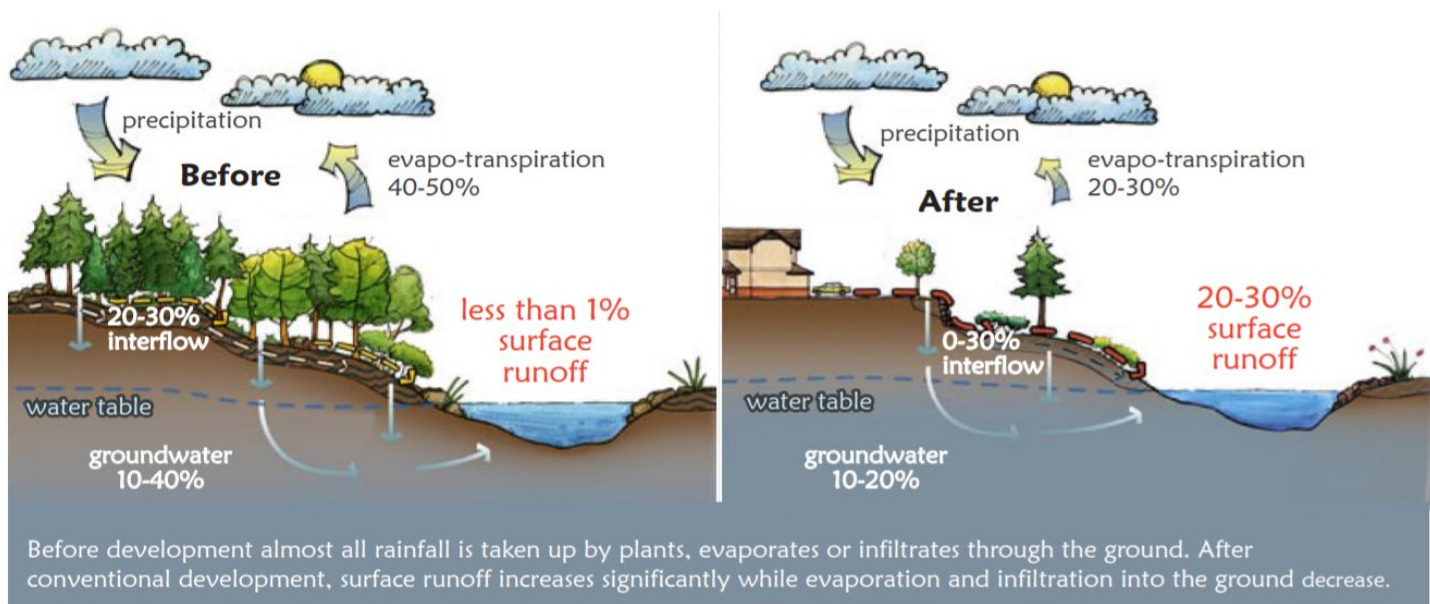 precipitation
Before
evapo-transpiration
40-50%
20-30%
interflow
less than 1%
surface
runoff
water table
groundwater
10-40%
precipitation
After
evapo-transpiration
20-30%
0-30%
interflow
20-30%
surface
runoff
water table
groundwater
10-20%
Before development almost all rainfall is taken up by plants, evaporates or infiltrates through the ground. After
conventional development, surface runoff increases significantly while evaporation and infiltration into the ground decrease.